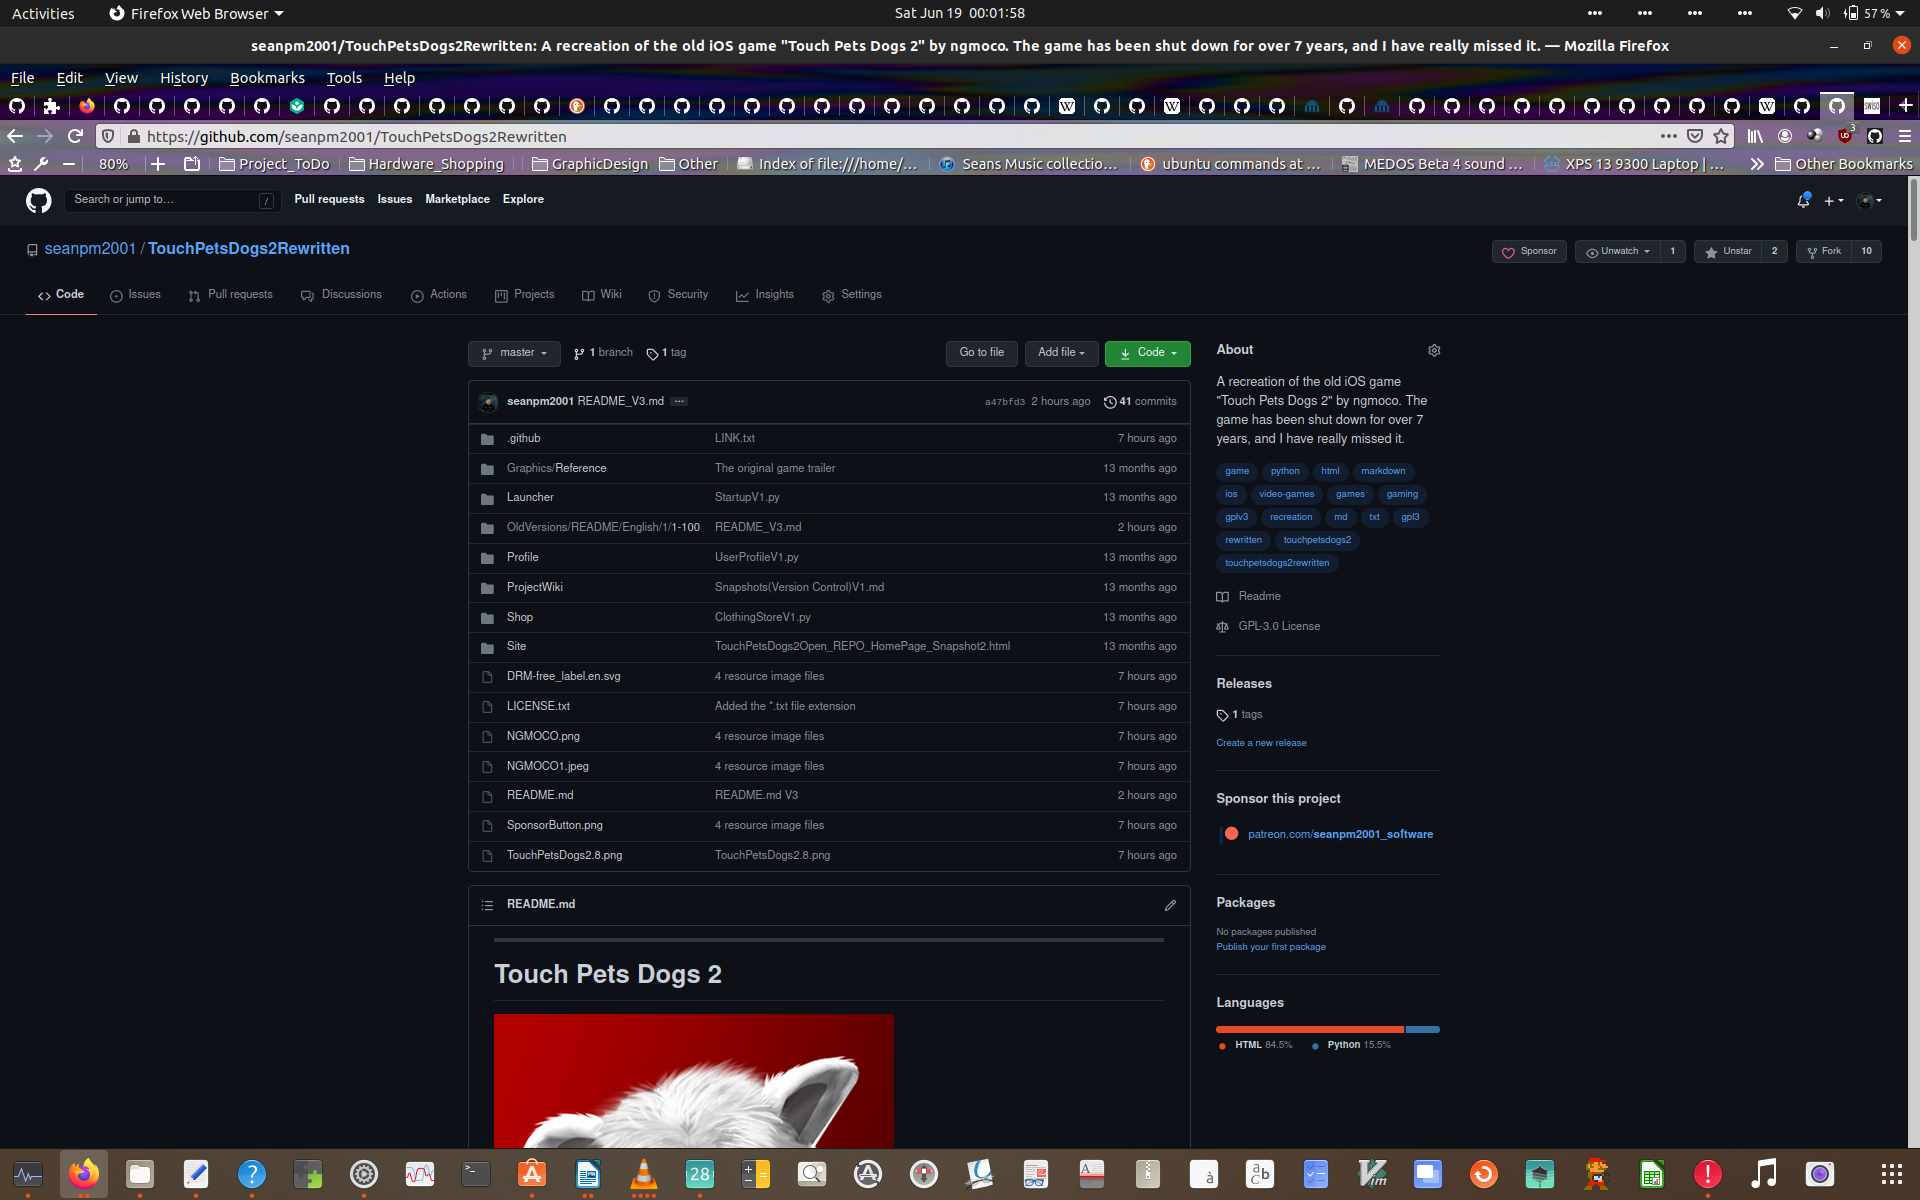 Activities Firefox Web Browser Sat Jun 19 00:01:58 57 %
seanpm2001/TouchPetsDogs2Rewritten: A recreation of the old iOS game "Touch Pets Dogs 2" by ngmoco. The game has been shut down for over 7 years, and I have really missed it. — Mozilla Firefox
File Edit View History Bookmarks Tools Help
https://github.com/seanpm2001/TouchPetsDogs2Rewritten 3
80% Project_ToDo Hardware_Shopping GraphicDesign Other Index of file:///home/... Seans Music collectio... ubuntu commands at ... MEDOS Beta 4 sound ... XPS 13 9300 Laptop | ... Other Bookmarks
Search or jump to... / Pull requests Issues Marketplace Explore
seanpm2001 / TouchPetsDogs2Rewritten Sponsor Unwatch 1 Unstar 2 Fork 10
Code Issues Pull requests Discussions Actions Projects Wiki Security Insights Settings
master 1 branch 1 tag Go to file Add file Code
seanpm2001 README_V3.md ... a47bfd3 2 hours ago 41 commits
.github LINK.txt 7 hours ago
Graphics/Reference The original game trailer 13 months ago
Launcher StartupV1.py 13 months ago
OldVersions/README/English/1/1-100 README_V3.md 2 hours ago
Profile UserProfileV1.py 13 months ago
ProjectWiki Snapshots(Version Control)V1.md 13 months ago
Shop ClothingStoreV1.py 13 months ago
Site TouchPetsDogs2Open_REPO_HomePage_Snapshot2.html 13 months ago
DRM-free_label.en.svg 4 resource image files 7 hours ago
LICENSE.txt Added the *.txt file extension 7 hours ago
NGMOCO.png 4 resource image files 7 hours ago
NGMOCO1.jpeg 4 resource image files 7 hours ago
README.md README.md V3 2 hours ago
SponsorButton.png 4 resource image files 7 hours ago
TouchPetsDogs2.8.png TouchPetsDogs2.8.png 7 hours ago
README.md
Touch Pets Dogs 2
About
A recreation of the old iOS game
"Touch Pets Dogs 2" by ngmoco. The
game has been shut down for over 7
years, and I have really missed it.
game python html markdown
ios video-games games gaming
gplv3 recreation md txt gpl3
rewritten touchpetsdogs2
touchpetsdogs2rewritten
Readme
GPL-3.0 License
Releases
1 tags
Create a new release
Sponsor this project
patreon.com/seanpm2001_software
Packages
No packages published
Publish your first package
Languages
HTML 84.5% Python 15.5%
28